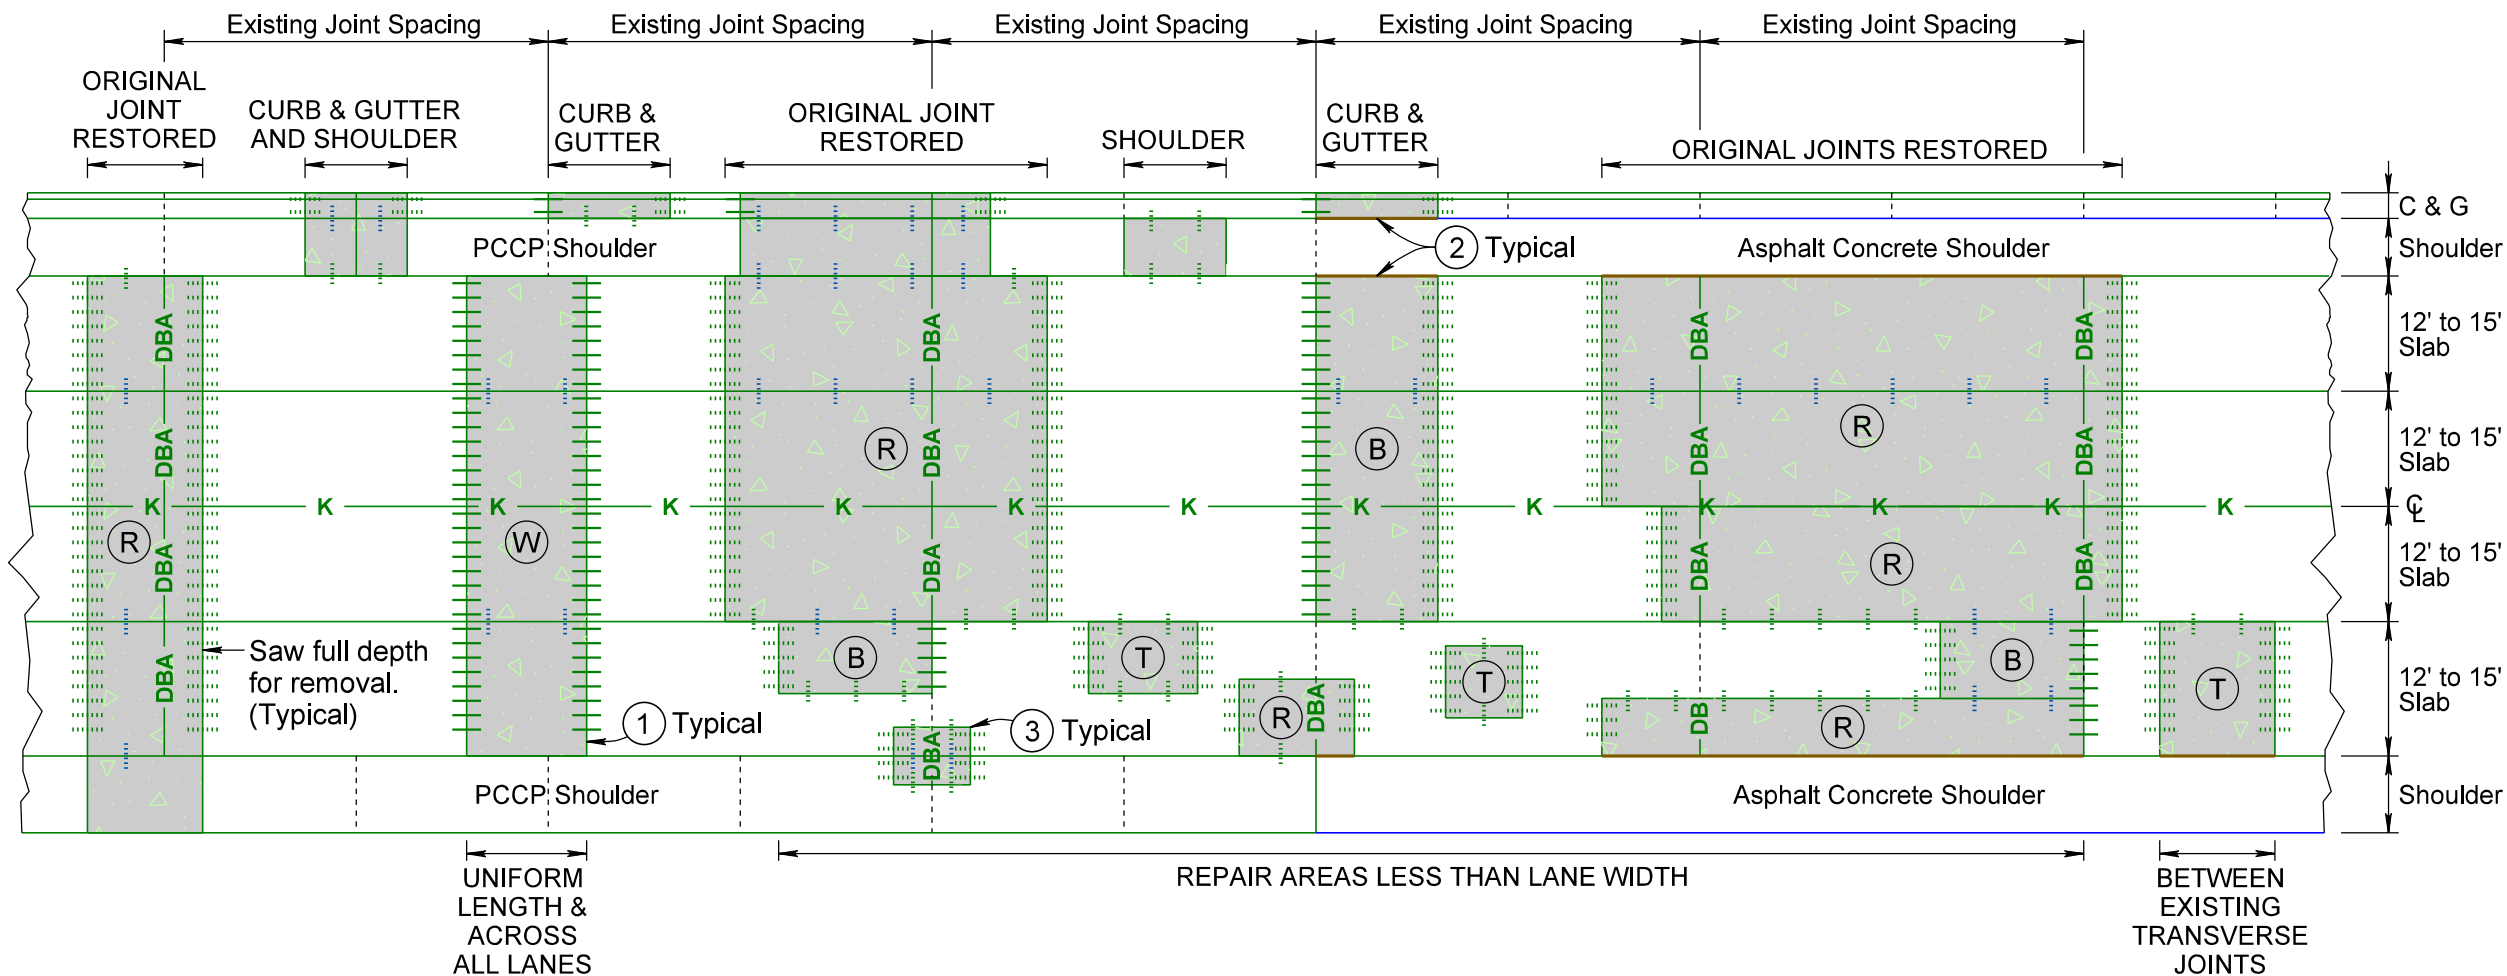 Existing Joint Spacing
Existing Joint Spacing
Existing Joint Spacing
Existing Joint Spacing
Existing Joint Spacing
ORIGINAL
JOINT
RESTORED
CURB & GUTTER
AND SHOULDER
CURB &
GUTTER
ORIGINAL JOINT
RESTORED
SHOULDER
CURB &
GUTTER
ORIGINAL JOINTS RESTORED
C & G
PCCP Shoulder
2 Typical
Asphalt Concrete Shoulder
Shoulder
DBA
DBA
DBA
DBA
12' to 15'
Slab
DBA
DBA
DBA
DBA
R
B
R
12' to 15'
Slab
K
K
K
K
K
K
K
K
K
K
K
K
K
℄
R
W
DBA
DBA
DBA
DBA
R
12' to 15'
Slab
Saw full depth
for removal.
(Typical)
DBA
B
T
R
DBA
T
B
T
12' to 15'
Slab
1 Typical
3 Typical
DBA
DB
R
PCCP Shoulder
Asphalt Concrete Shoulder
Shoulder
UNIFORM
LENGTH &
ACROSS
ALL LANES
REPAIR AREAS LESS THAN LANE WIDTH
BETWEEN
EXISTING
TRANSVERSE
JOINTS